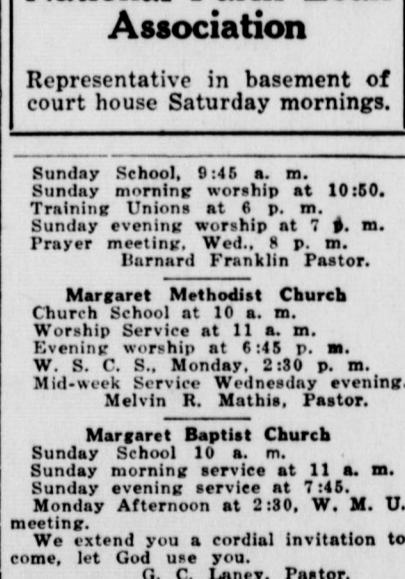 Association
Representative in basement of
court house Saturday mornings.
Sunday School, 9:45 a. m.
Sunday morning worship at 10:50.
Training Unions at 6 p. m.
Sunday evening worship at 7 p. m.
Prayer meeting, Wed., 8 p. m.
Barnard Franklin Pastor.
Margaret Methodist Church
Church School at 10 a. m.
Worship Service at 11 a. m.
Evening worship at 6:45 p. m.
W. S. C. S., Monday, 2:30 p. m.
Mid-week Service Wednesday evening.
Melvin R. Mathis, Pastor.
Margaret Baptist Church
Sunday School 10 a. m.
Sunday morning service at 11 a. m.
Sunday evening service at 7:45.
Monday Afternoon at 2:30, W. M. U.
meeting.
We extend you a cordial invitation to
come, let God use you.
G. C. Laney, Pastor.